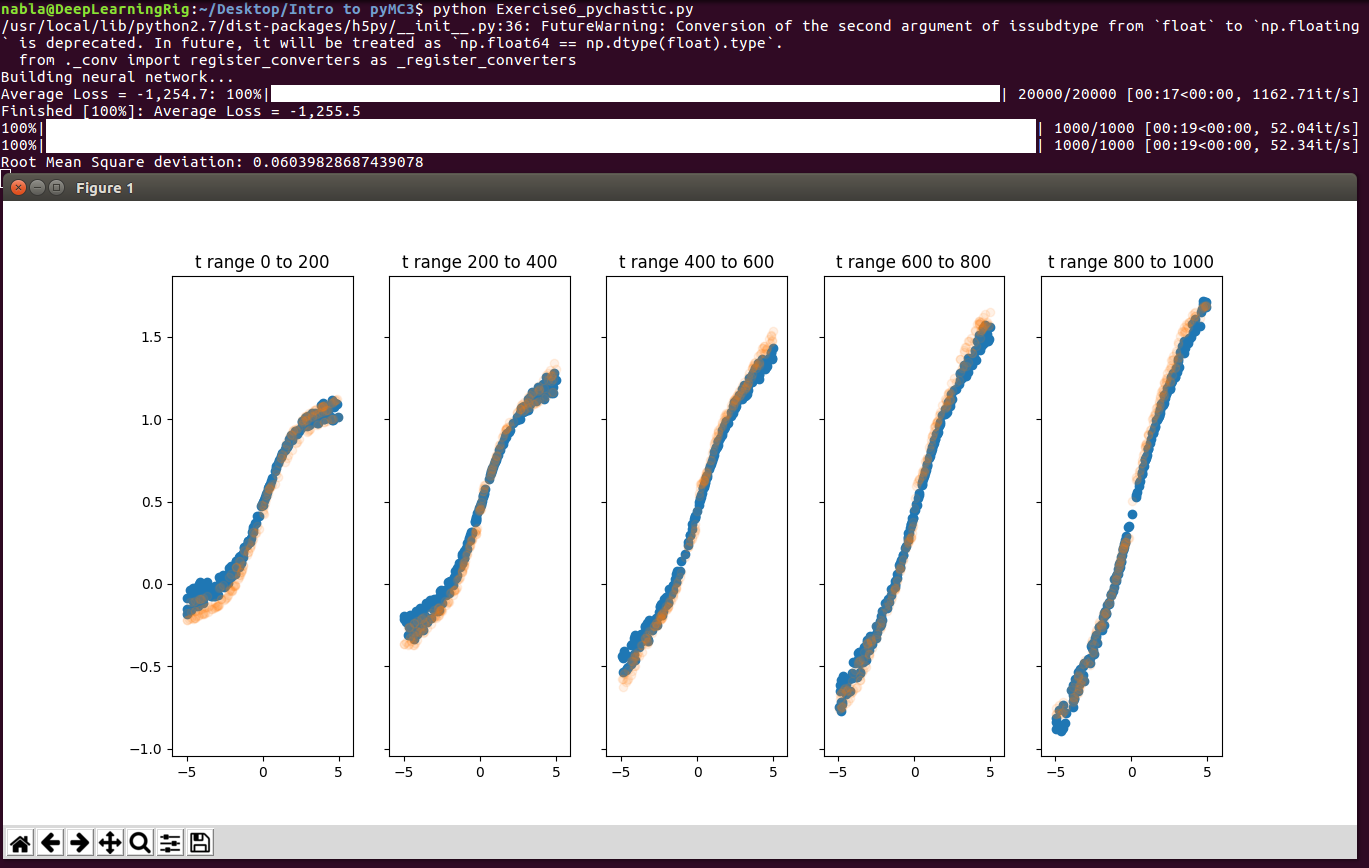 nabla@DeepLearningRig:~/Desktop/Intro to pyMC3$ python Exercise6_pychastic.py
/usr/local/lib/python2.7/dist-packages/h5py/__init__.py:36: FutureWarning: Conversion of the second argument of issubdtype from `float` to `np.floating
` is deprecated. In future, it will be treated as `np.float64 == np.dtype(float).type`.
from ._conv import register_converters as _register_converters
Building neural network...
Average Loss = -1,254.7: 100%| | 20000/20000 [00:17<00:00, 1162.71it/s]
Finished [100%]: Average Loss = -1,255.5
100%| | 1000/1000 [00:19<00:00, 52.04it/s]
100%| | 1000/1000 [00:19<00:00, 52.34it/s]
Root Mean Square deviation: 0.06039828687439078
Figure 1
t range 0 to 200 t range 200 to 400 t range 400 to 600 t range 600 to 800 t range 800 to 1000
1.5
1.0
0.5
0.0
−0.5
−1.0
−5 0 5 −5 0 5 −5 0 5 −5 0 5 −5 0 5